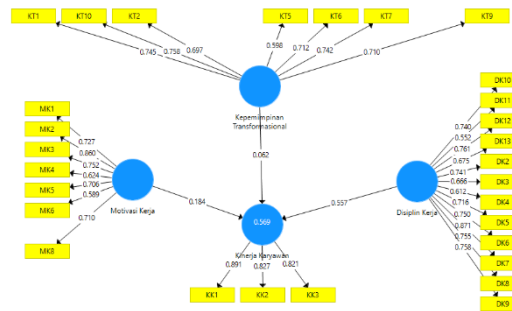 KT1 KT10 KT2 KT5 KT6 KT7 KT9
0.745 0.758 0.697 0.598 0.712 0.742 0.710
Kepemimpinan
Transformasional
MK1
MK2
MK3
MK4
MK5
MK6
MK8
0.727
0.860
0.752
0.624
0.706
0.589
0.710
Motivasi Kerja
0.062
0.184
0.557
0.569
Kinerja Karyawan
0.891 0.827 0.821
KK1 KK2 KK3
Disiplin Kerja
0.740
0.552
0.761
0.675
0.741
0.666
0.612
0.716
0.750
0.871
0.755
0.758
DK10
DK11
DK12
DK13
DK2
DK3
DK4
DK5
DK6
DK7
DK8
DK9